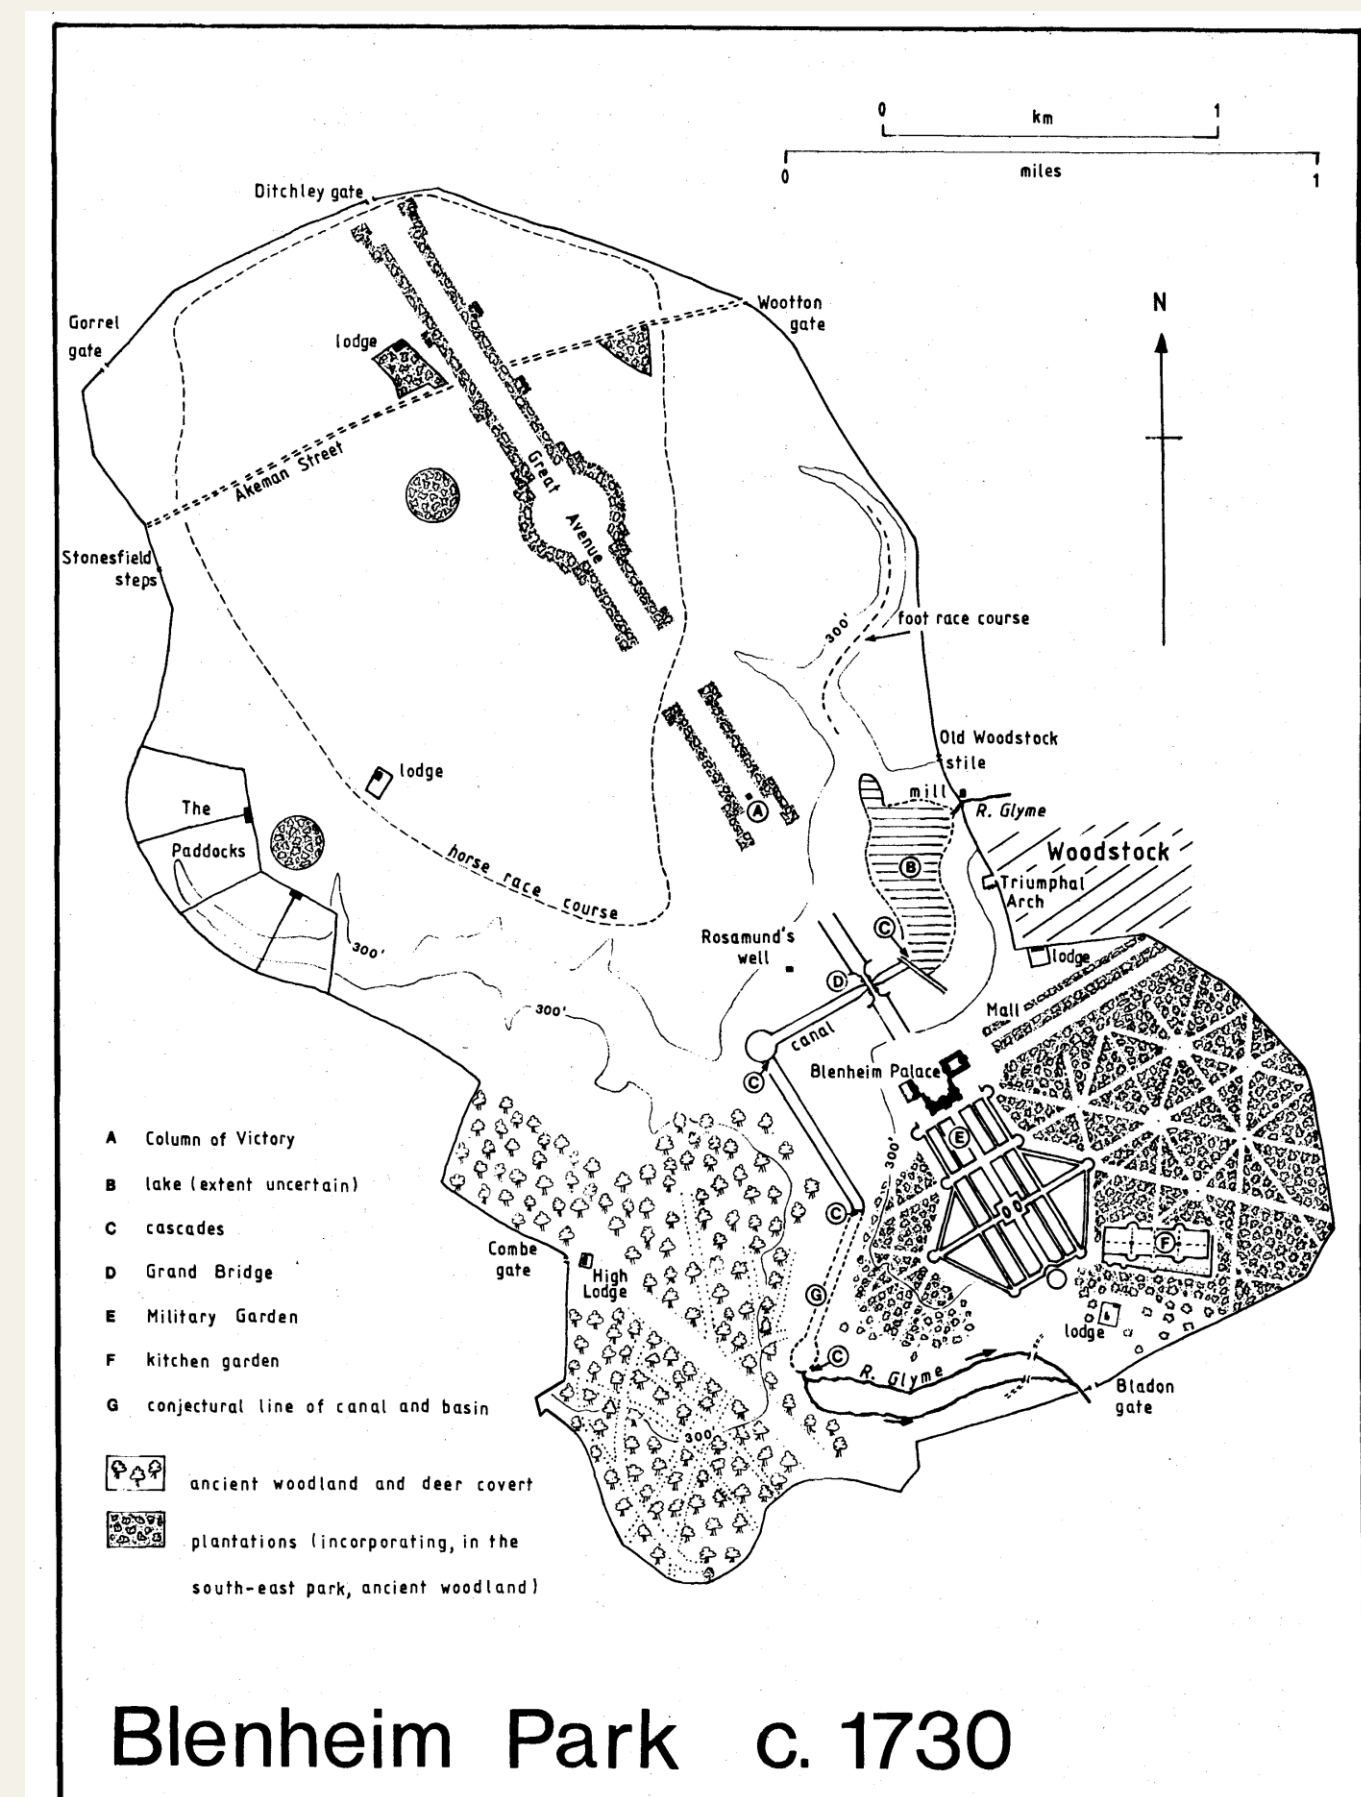 0 1
km
miles
0 1
Ditchley gate
Wootton
gate
N
Gorrel
gate
lodge
Akeman Street
Great
Avenue
Stonesfield
steps
300'
foot race course
Old Woodstock
stile
lodge
mill
R. Glyme
A
The
Paddocks
Woodstock
B
horse race course
Triumphal
Arch
C
Rosamund's
well
300'
lodge
D
300'
Mall
canal
Blenheim Palace
C
E
300'
C
F
Combe
gate
High
Lodge
G
lodge
C
R. Glyme
Bladon
gate
300'
A Column of Victory
B lake (extent uncertain)
C cascades
D Grand Bridge
E Military Garden
F kitchen garden
G conjectural line of canal and basin
ancient woodland and deer covert
plantations (incorporating, in the
south-east park, ancient woodland)
Blenheim Park c. 1730